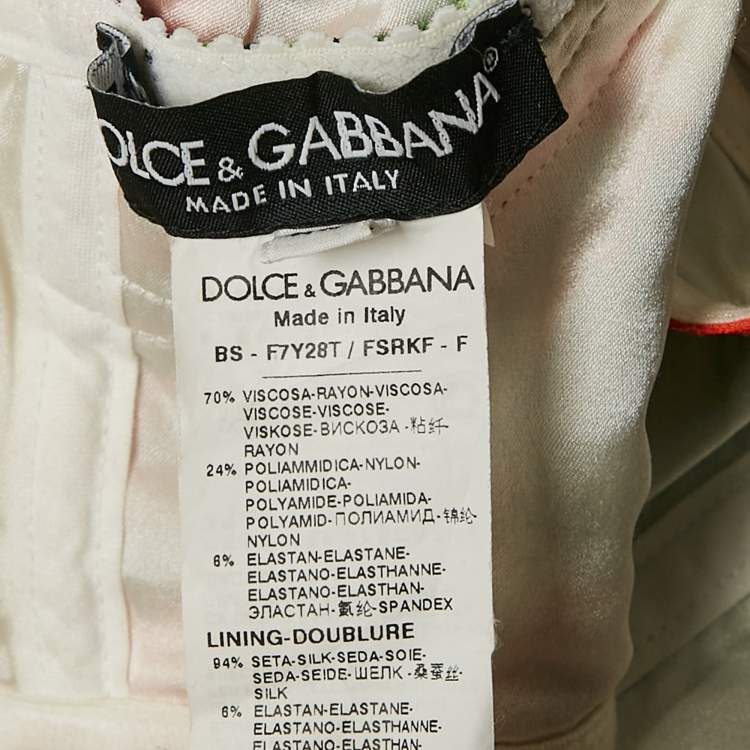 DOLCE & GABBANA®
MADE IN ITALY
DOLCE & GABBANA
Made in Italy
BS - F7Y28T / FSRKF - F
70% VISCOSA-RAYON-VISCOSA-
VISCOSE-VISCOSE-
VISKOSE-ВИСКОЗА-粘纤-
RAYON
24% POLIAMMIDICA-NYLON-
POLIAMIDICA-
POLYAMIDE-POLIAMIDA-
POLYAMID-ПОЛИАМИД-锦纶-
NYLON
6% ELASTAN-ELASTANE-
ELASTANO-ELASTHANNE-
ELASTANO-ELASTHAN-
ЭЛАСТАН-氨纶-SPANDEX
LINING-DOUBLURE
94% SETA-SILK-SEDA-SOIE-
SEDA-SEIDE-ШЕЛК-桑蚕丝-
SILK
6% ELASTAN-ELASTANE-
ELASTANO-ELASTHANNE-
ELASTANO-ELASTHAN-